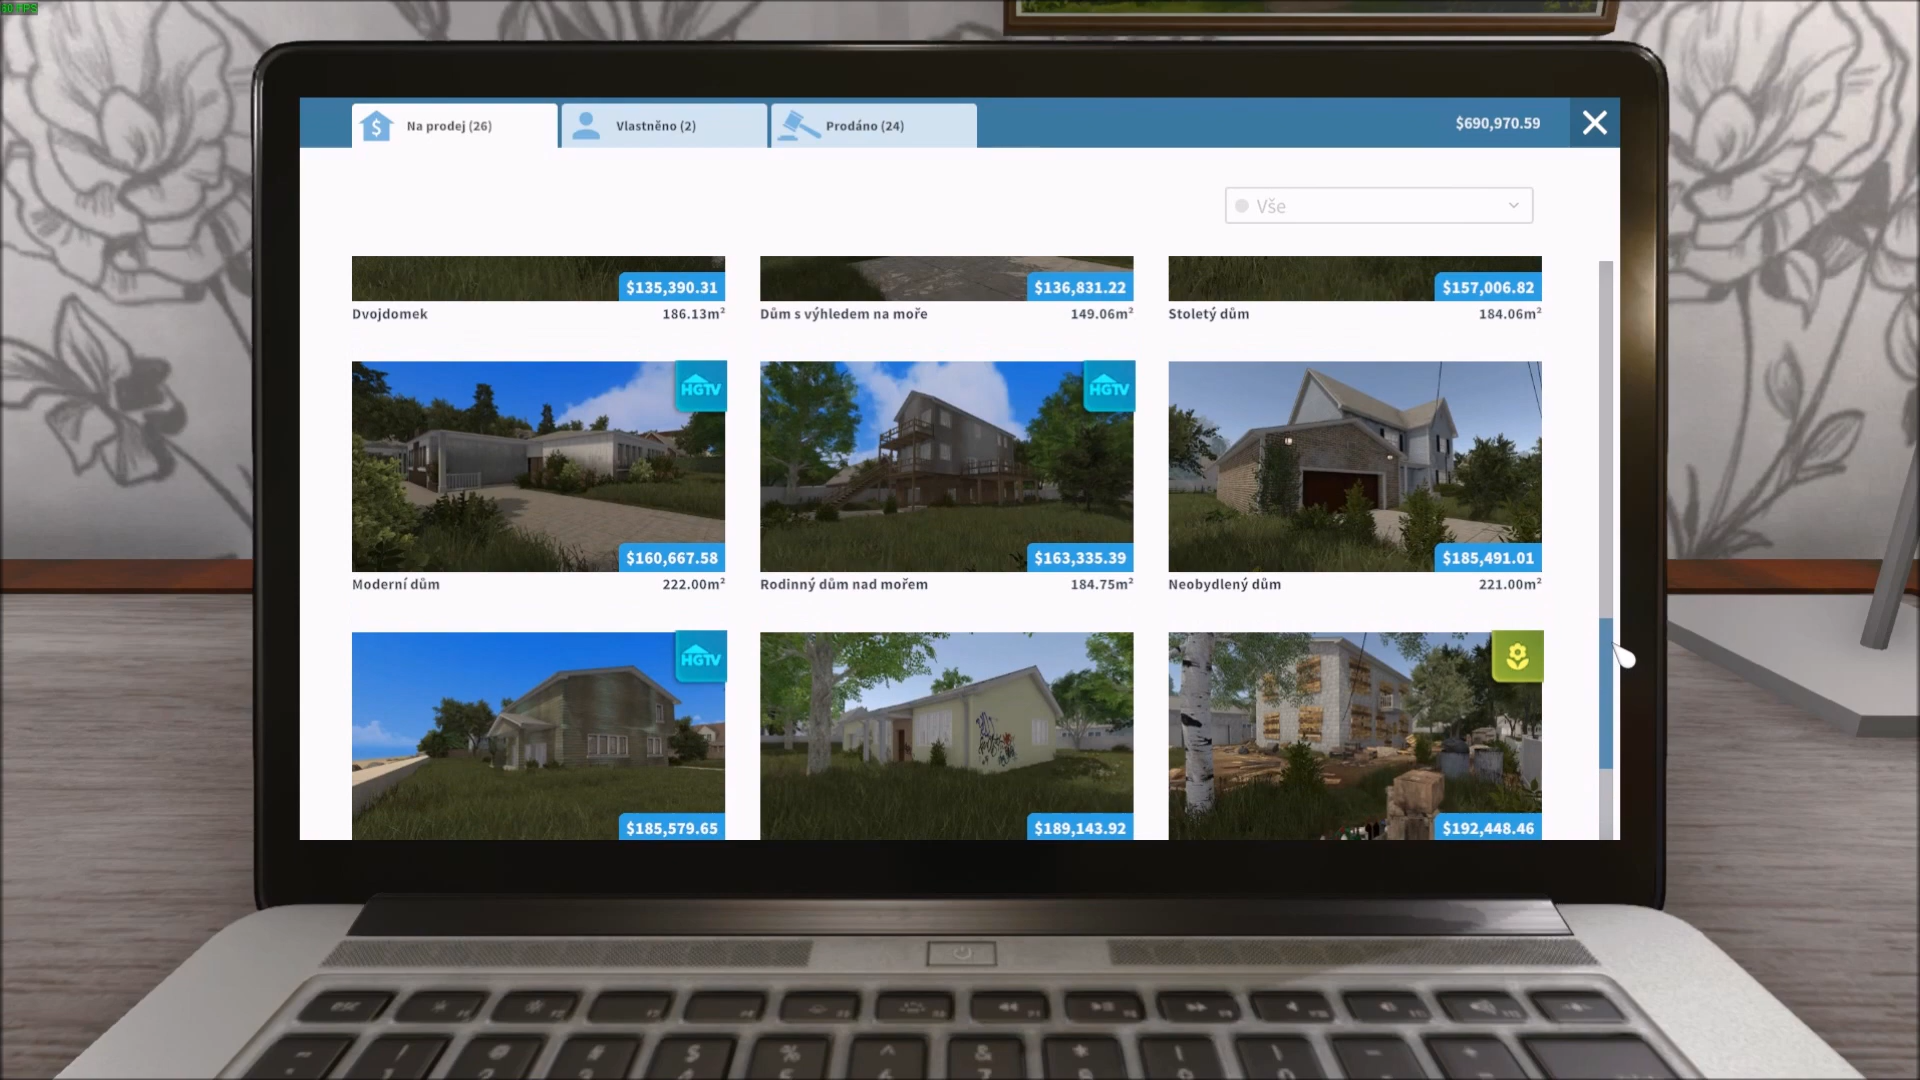 60 FPS
Na prodej (26)
Vlastněno (2)
Prodáno (24)
$690,970.59
Vše
$135,390.31
$136,831.22
$157,006.82
Dvojdomek 186.13m²
Dům s výhledem na moře 149.06m²
Stoletý dům 184.06m²
HGTV
HGTV
$160,667.58
$163,335.39
$185,491.01
Moderní dům 222.00m²
Rodinný dům nad mořem 184.75m²
Neobydlený dům 221.00m²
HGTV
$185,579.65
$189,143.92
$192,448.46